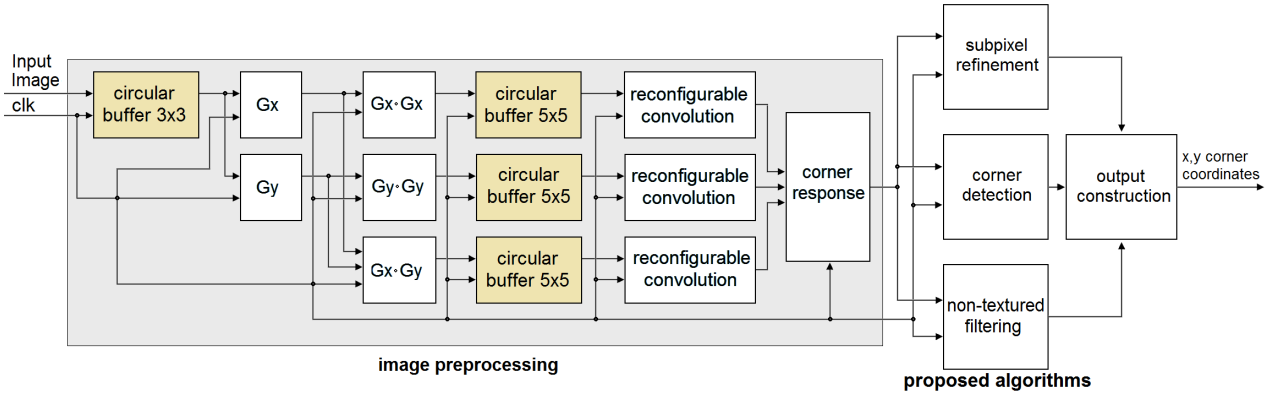 Input
Image
clk
circular
buffer 3x3
Gx
Gy
Gx·Gx
Gy·Gy
Gx·Gy
circular
buffer 5x5
circular
buffer 5x5
circular
buffer 5x5
reconfigurable
convolution
reconfigurable
convolution
reconfigurable
convolution
corner
response
image preprocessing
subpixel
refinement
corner
detection
non-textured
filtering
proposed algorithms
output
construction
x,y corner
coordinates